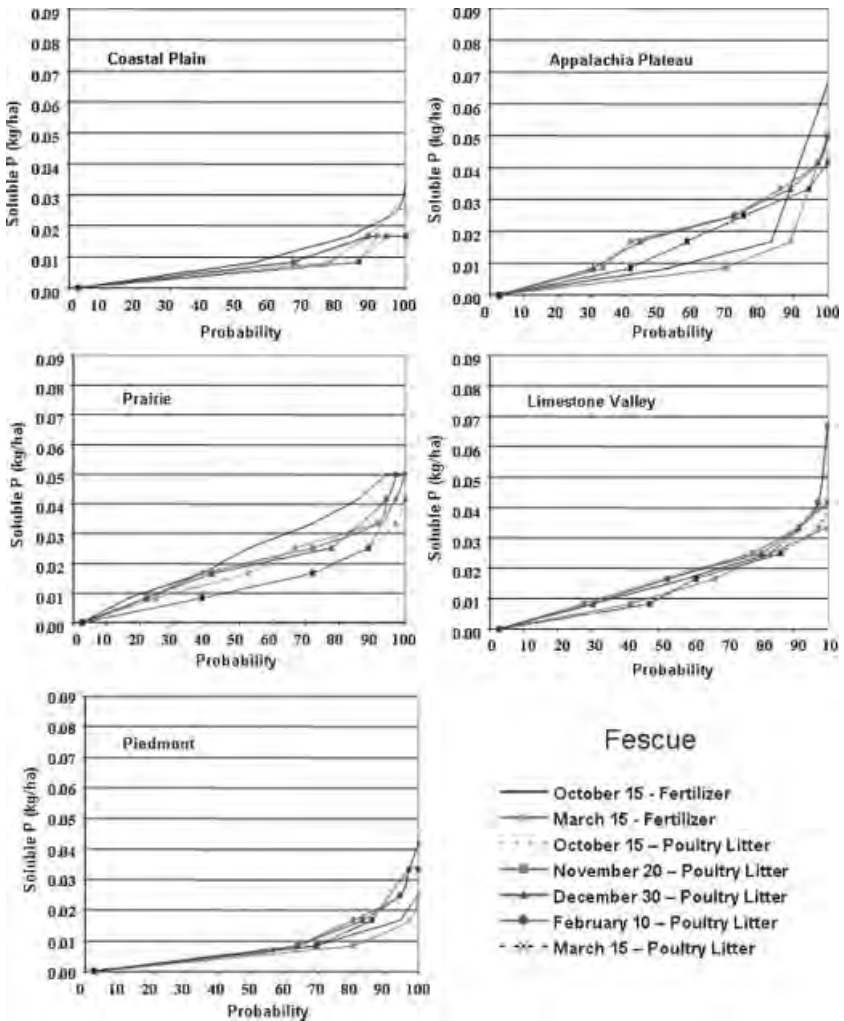 Coastal Plain
Soluble P (kg/ha)
0.09
0.08
0.07
0.06
0.05
0.04
0.03
0.02
0.01
0.00
0 10 20 30 40 50 60 70 80 90 100
Probability
Appalachia Plateau
Soluble P (kg/ha)
0.09
0.08
0.07
0.06
0.05
0.04
0.03
0.02
0.01
0.00
0 10 20 30 40 50 60 70 80 90 100
Probability
Prairie
Soluble P (kg/ha)
0.09
0.08
0.07
0.06
0.05
0.04
0.03
0.02
0.01
0.00
0 10 20 30 40 50 60 70 80 90 100
Probability
Limestone Valley
Soluble P (kg/ha)
0.09
0.08
0.07
0.06
0.05
0.04
0.03
0.02
0.01
0.00
0 10 20 30 40 50 60 70 80 90 10
Probability
Piedmont
Soluble P (kg/ha)
0.09
0.08
0.07
0.06
0.05
0.04
0.03
0.02
0.01
0.00
0 10 20 30 40 50 60 70 80 90 100
Probability
Fescue
October 15 - Fertilizer
March 15 - Fertilizer
October 15 – Poultry Litter
November 20 – Poultry Litter
December 30 – Poultry Litter
February 10 – Poultry Litter
March 15 – Poultry Litter